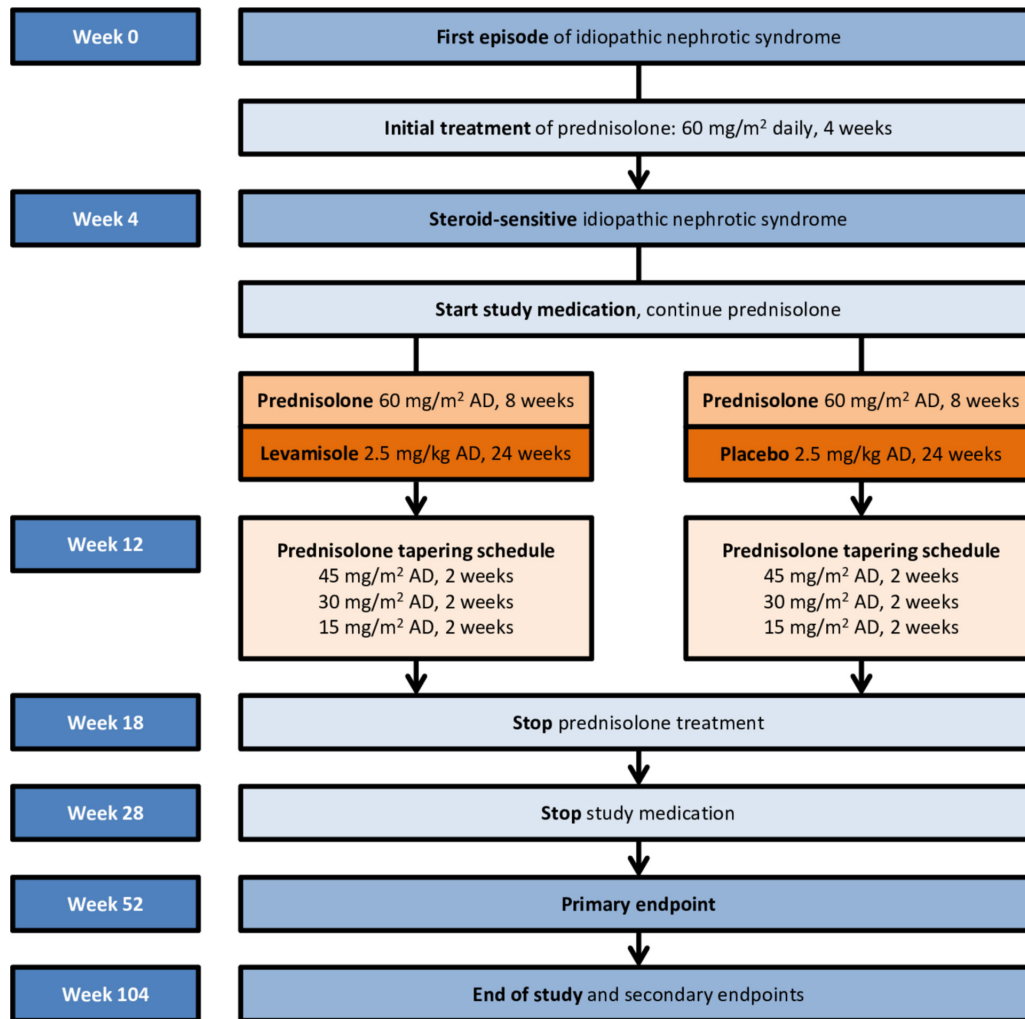 Week 0
First episode of idiopathic nephrotic syndrome
Initial treatment of prednisolone: 60 mg/m² daily, 4 weeks
Week 4
Steroid-sensitive idiopathic nephrotic syndrome
Start study medication, continue prednisolone
Prednisolone 60 mg/m² AD, 8 weeks
Levamisole 2.5 mg/kg AD, 24 weeks
Prednisolone 60 mg/m² AD, 8 weeks
Placebo 2.5 mg/kg AD, 24 weeks
Week 12
Prednisolone tapering schedule
45 mg/m² AD, 2 weeks
30 mg/m² AD, 2 weeks
15 mg/m² AD, 2 weeks
Prednisolone tapering schedule
45 mg/m² AD, 2 weeks
30 mg/m² AD, 2 weeks
15 mg/m² AD, 2 weeks
Week 18
Stop prednisolone treatment
Week 28
Stop study medication
Week 52
Primary endpoint
Week 104
End of study and secondary endpoints